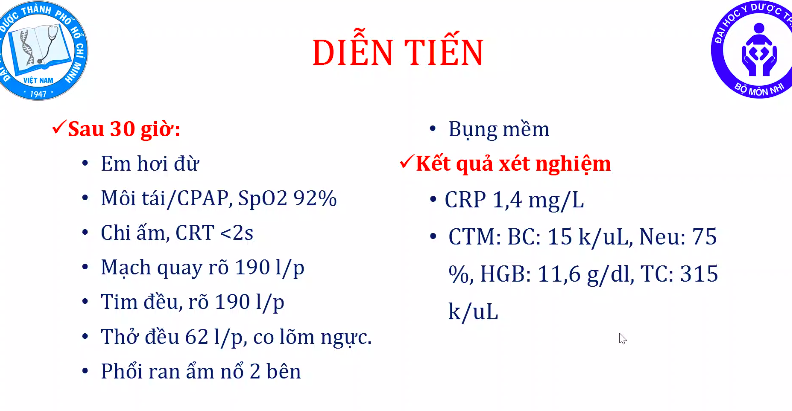 DIỄN TIẾN
✓Sau 30 giờ:
• Em hơi đừ
• Môi tái/CPAP, SpO2 92%
• Chi ấm, CRT <2s
• Mạch quay rõ 190 l/p
• Tim đều, rõ 190 l/p
• Thở đều 62 l/p, co lõm ngực.
• Phổi ran ẩm nổ 2 bên
• Bụng mềm
✓Kết quả xét nghiệm
• CRP 1,4 mg/L
• CTM: BC: 15 k/uL, Neu: 75
%, HGB: 11,6 g/dl, TC: 315
k/uL
DƯỢC THÀNH PHỐ HỒ CHÍ MINH
VIỆT NAM
1947
ĐẠI HỌC Y DƯỢC
BỘ MÔN NHI